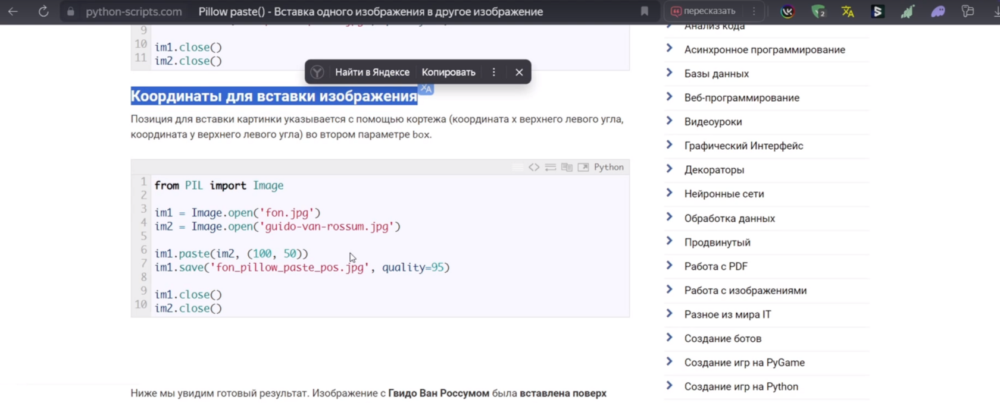 python-scripts.com
Pillow paste() - Вставка одного изображения в другое изображение
пересказать
2
9
10 im1.close()
11 im2.close()
Найти в Яндексе
Копировать
Координаты для вставки изображения
Позиция для вставки картинки указывается с помощью кортежа (координата x верхнего левого угла,
координата y верхнего левого угла) во втором параметре box.
Python
1 from PIL import Image
2
3 im1 = Image.open('fon.jpg')
4 im2 = Image.open('guido-van-rossum.jpg')
5
6 im1.paste(im2, (100, 50))
7 im1.save('fon_pillow_paste_pos.jpg', quality=95)
8
9 im1.close()
10 im2.close()
Ниже мы увидим готовый результат. Изображение с Гвидо Ван Россумом была вставлена поверх
Анализ кода
Асинхронное программирование
Базы данных
Веб-программирование
Видеоуроки
Графический Интерфейс
Декораторы
Нейронные сети
Обработка данных
Продвинутый
Работа с PDF
Работа с изображениями
Разное из мира IT
Создание ботов
Создание игр на PyGame
Создание игр на Python